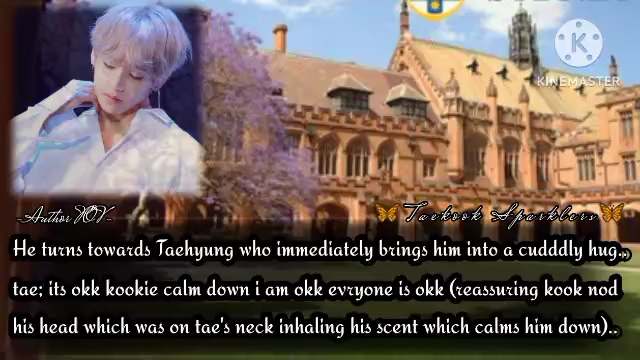 KINEMASTER
-Author POV-
🦋Taekook Sparklers🦋
He turns towards Taehyung who immediately brings him into a cudddly hug..
tae; its okk kookie calm down i am okk evryone is okk (reassuring kook nod
his head which was on tae's neck inhaling his scent which calms him down)..